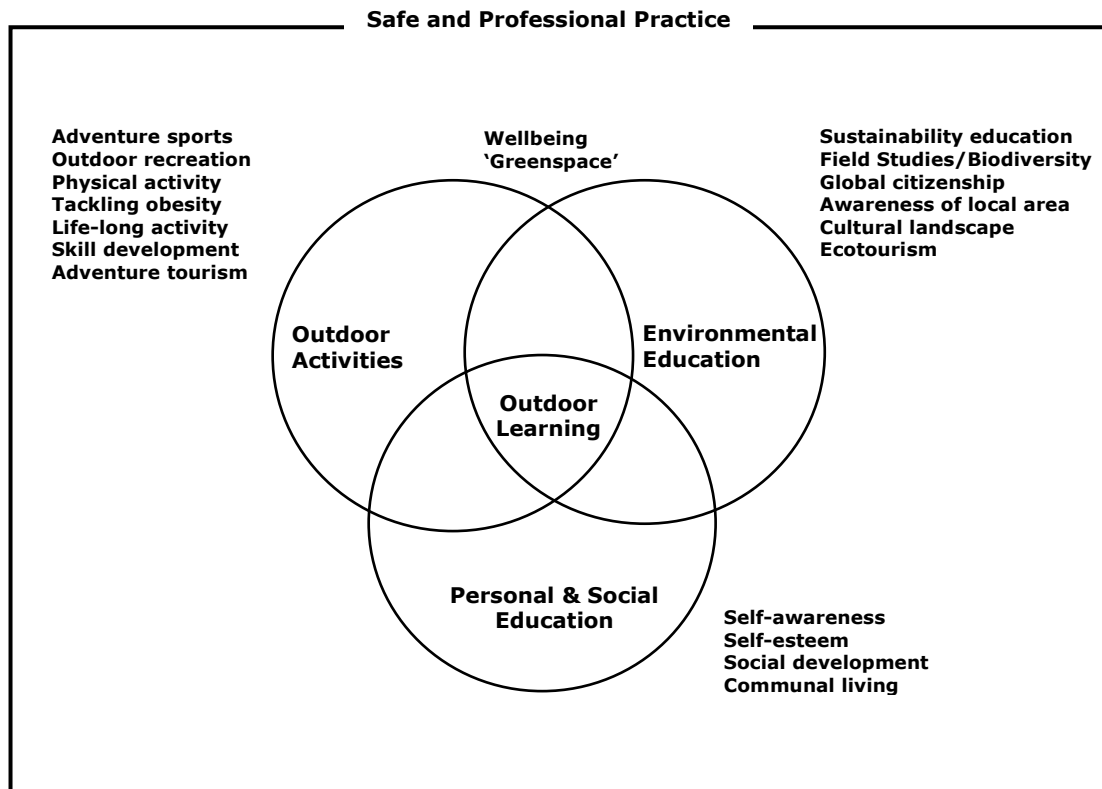 Safe and Professional Practice
Adventure sports
Outdoor recreation
Physical activity
Tackling obesity
Life-long activity
Skill development
Adventure tourism
Wellbeing
‘Greenspace’
Sustainability education
Field Studies/Biodiversity
Global citizenship
Awareness of local area
Cultural landscape
Ecotourism
Outdoor
Activities
Environmental
Education
Outdoor
Learning
Personal & Social
Education
Self-awareness
Self-esteem
Social development
Communal living